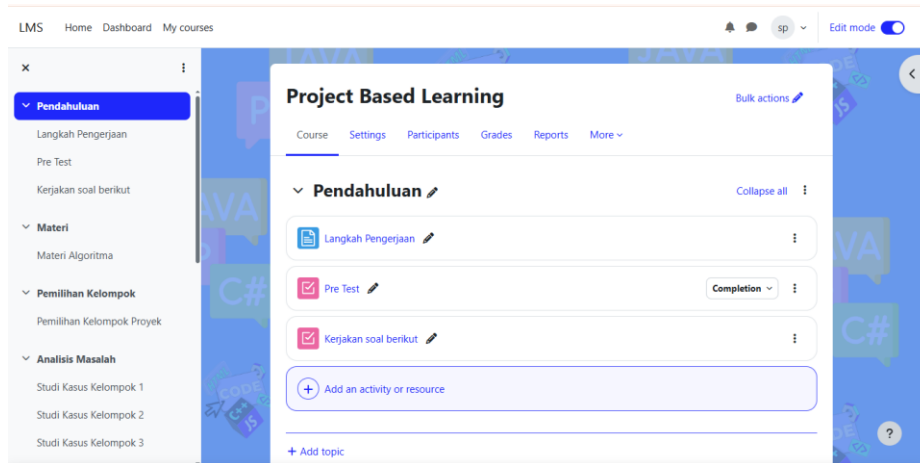 LMS Home Dashboard My courses sp Edit mode
Pendahuluan
Langkah Pengerjaan
Pre Test
Kerjakan soal berikut
Materi
Materi Algoritma
Pemilihan Kelompok
Pemilihan Kelompok Proyek
Analisis Masalah
Studi Kasus Kelompok 1
Studi Kasus Kelompok 2
Studi Kasus Kelompok 3
Project Based Learning Bulk actions
Course Settings Participants Grades Reports More
Pendahuluan Collapse all
Langkah Pengerjaan
Pre Test Completion
Kerjakan soal berikut
Add an activity or resource
+ Add topic
?
JAVA
JAVA
C#
CODE
JS
JS
C#